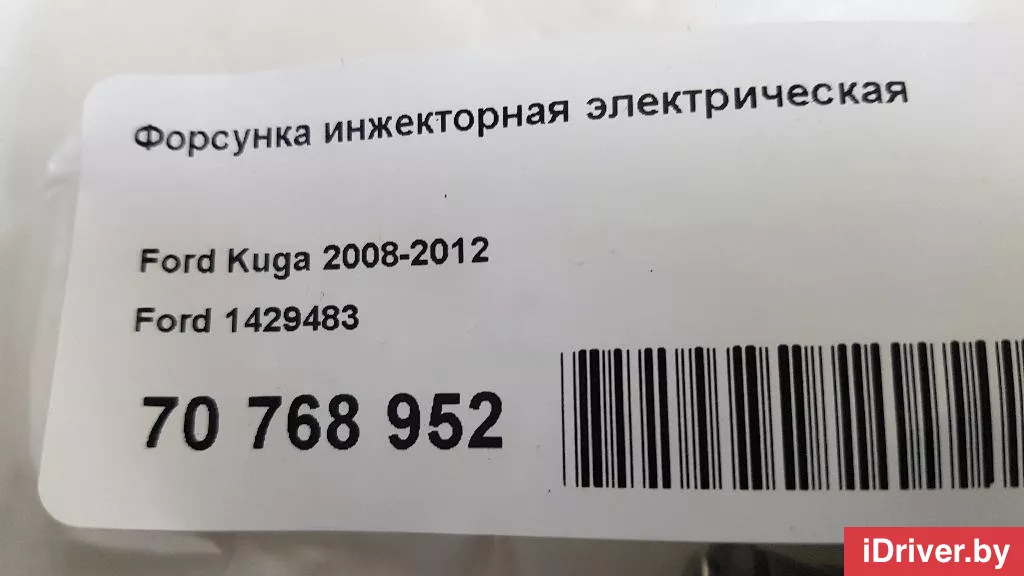 Форсунка инжекторная электрическая
Ford Kuga 2008-2012
Ford 1429483
70 768 952
iDriver.by